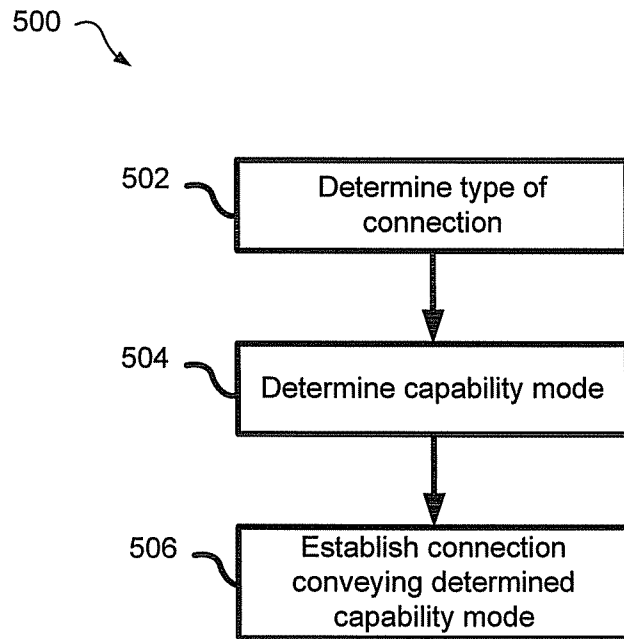 500
502
Determine type of
connection
504
Determine capability mode
506
Establish connection
conveying determined
capability mode